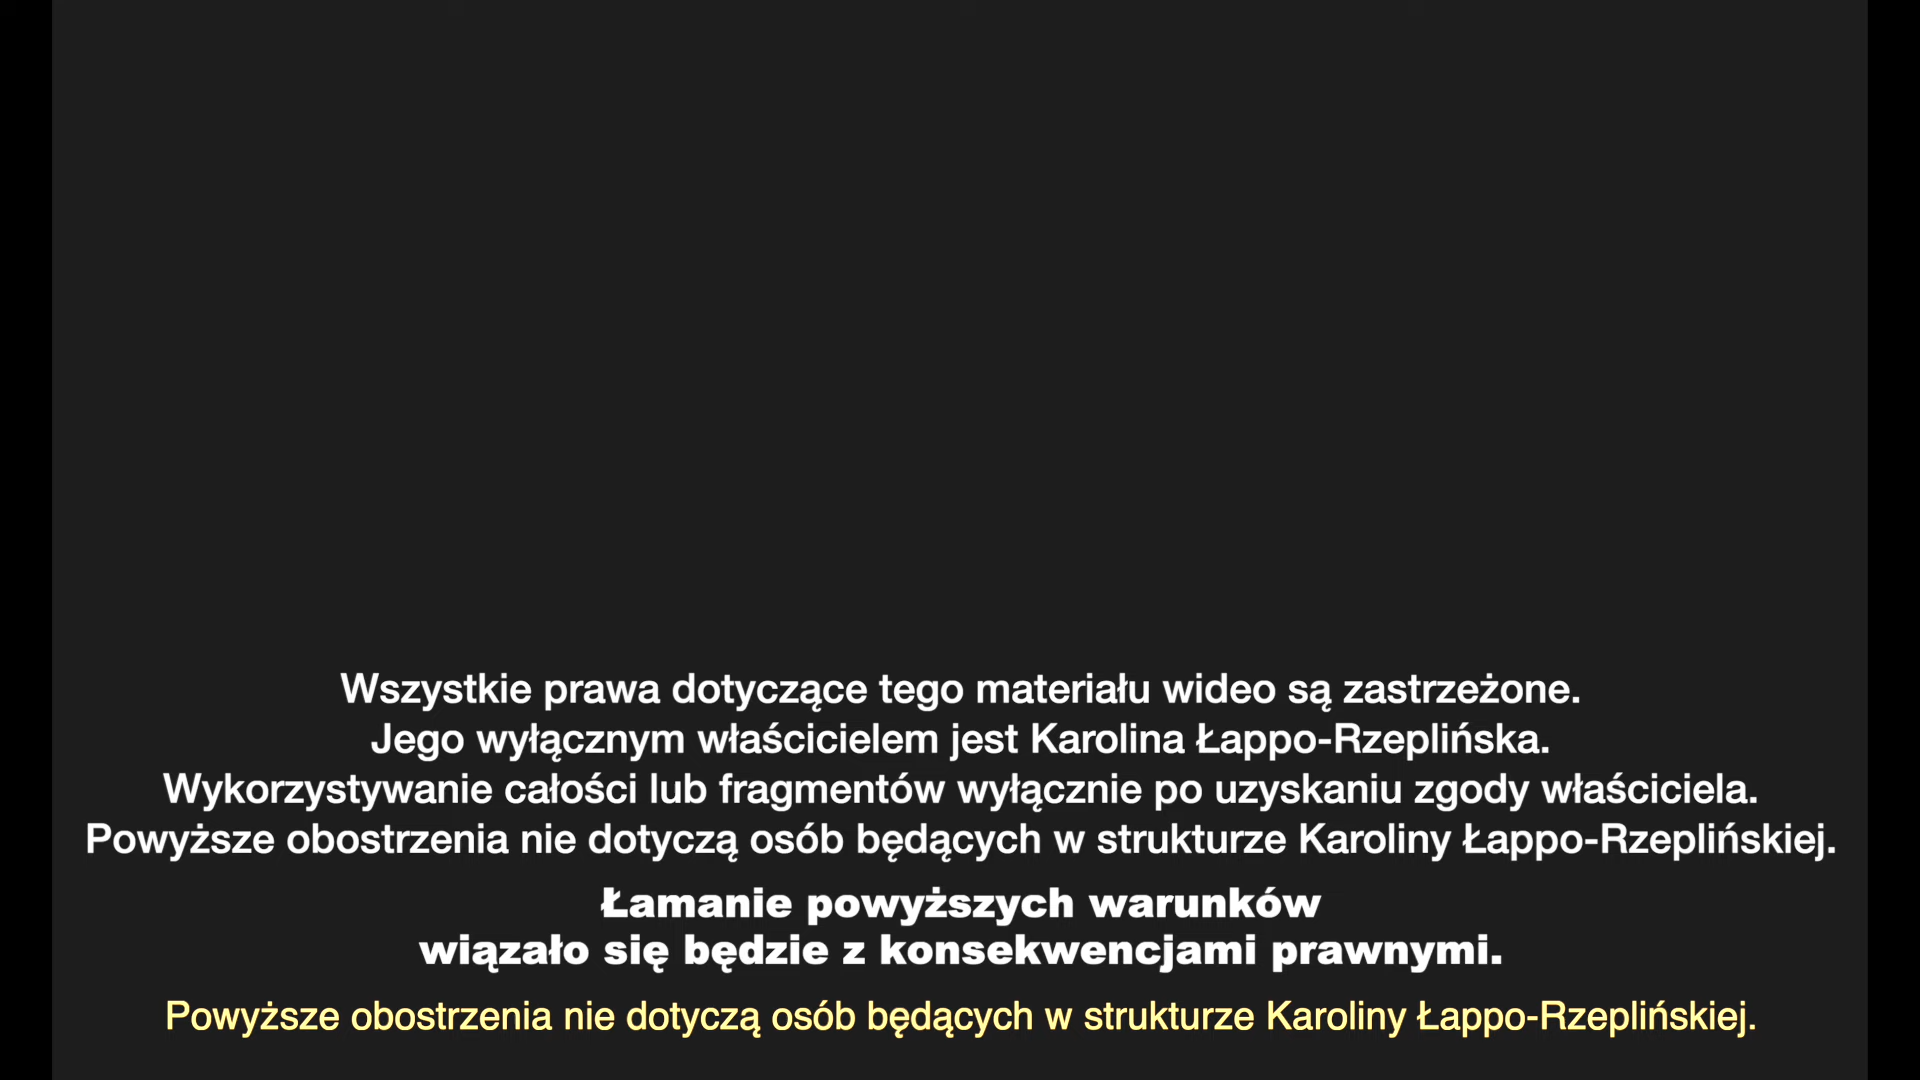 Wszystkie prawa dotyczące tego materiału wideo są zastrzeżone.
Jego wyłącznym właścicielem jest Karolina Łappo-Rzeplińska.
Wykorzystywanie całości lub fragmentów wyłącznie po uzyskaniu zgody właściciela.
Powyższe obostrzenia nie dotyczą osób będących w strukturze Karoliny Łappo-Rzeplińskiej.
Łamanie powyższych warunków
wiązało się będzie z konsekwencjami prawnymi.
Powyższe obostrzenia nie dotyczą osób będących w strukturze Karoliny Łappo-Rzeplińskiej.